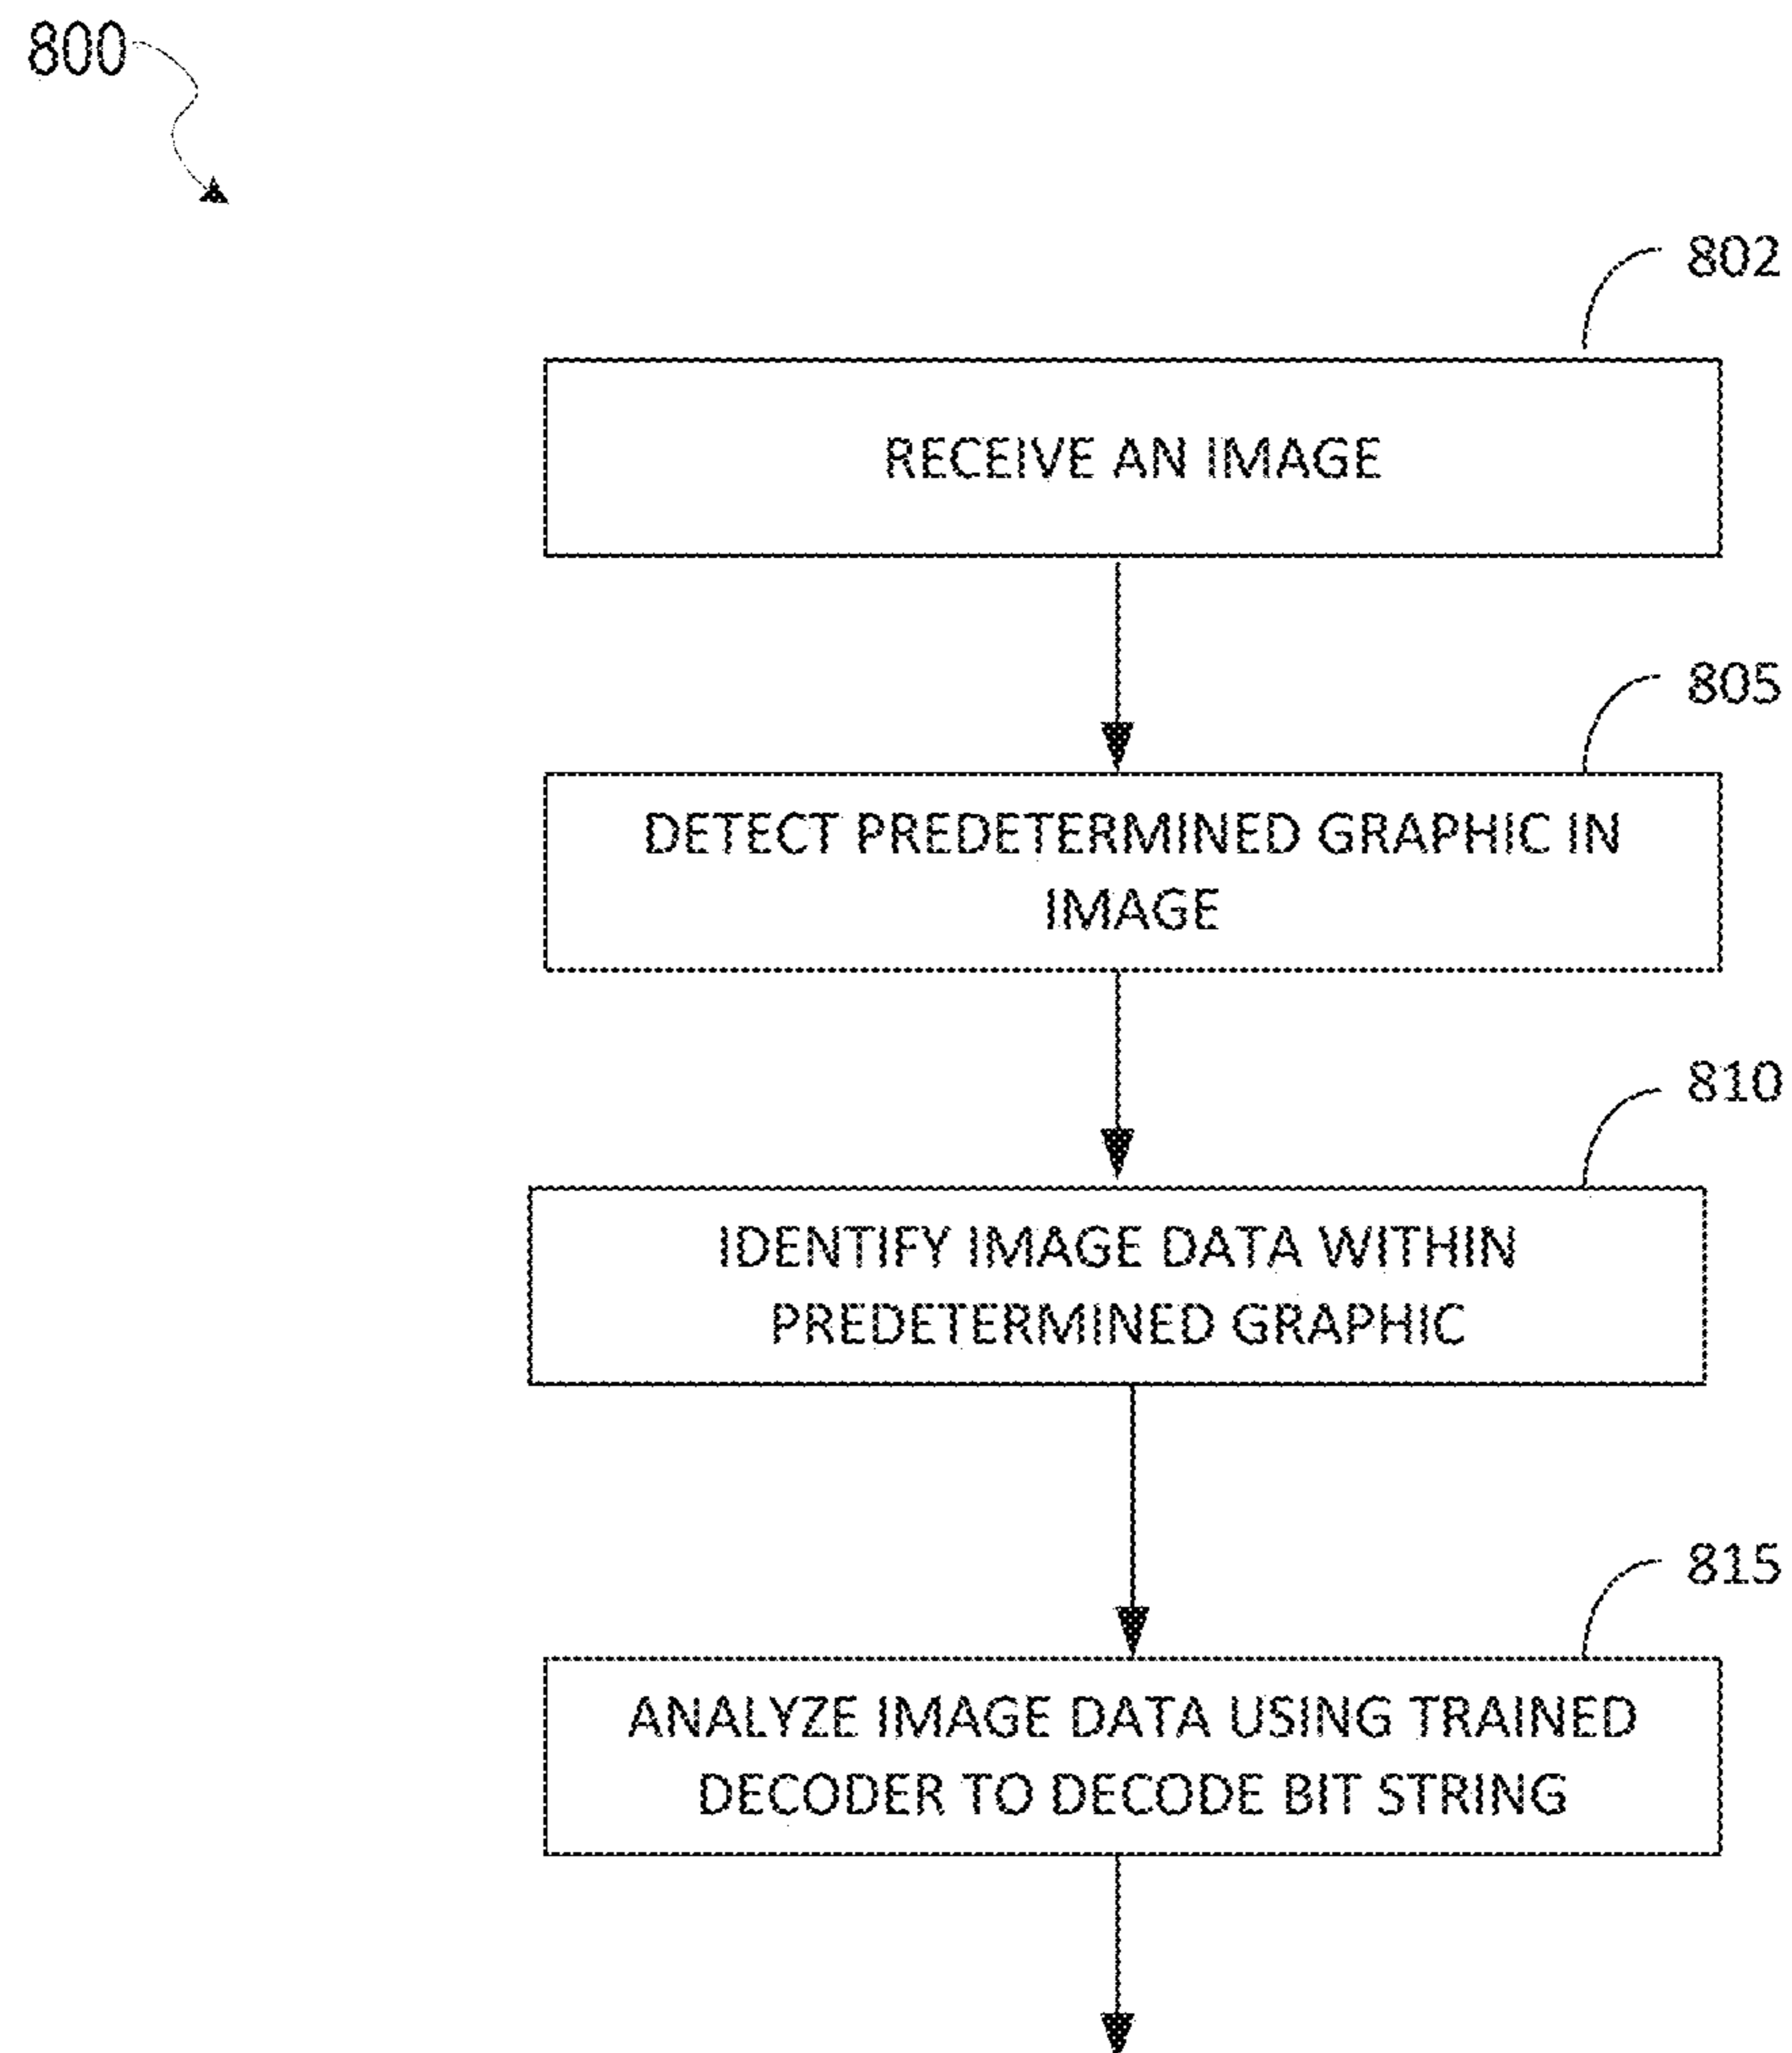 800
802
RECEIVE AN IMAGE
805
DETECT PREDETERMINED GRAPHIC IN
IMAGE
810
IDENTIFY IMAGE DATA WITHIN
PREDETERMINED GRAPHIC
815
ANALYZE IMAGE DATA USING TRAINED
DECODER TO DECODE BIT STRING